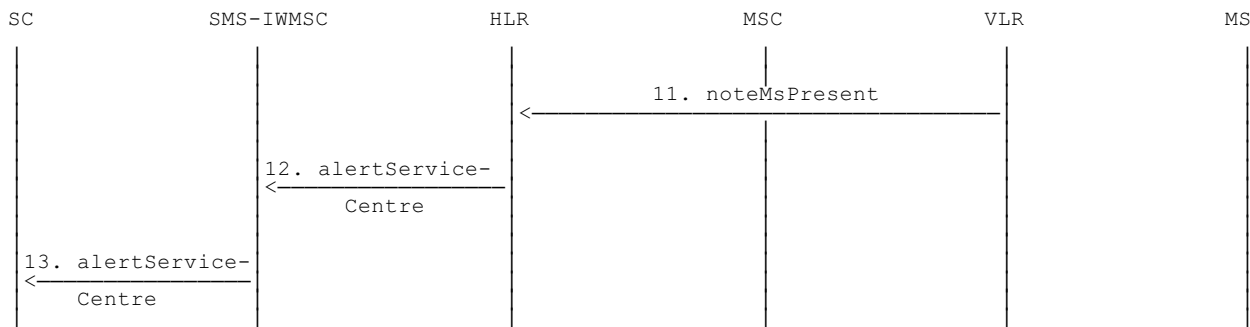 SC SMS-IWMSC HLR MSC VLR MS
11. noteMsPresent
12. alertService-
Centre
13. alertService-
Centre